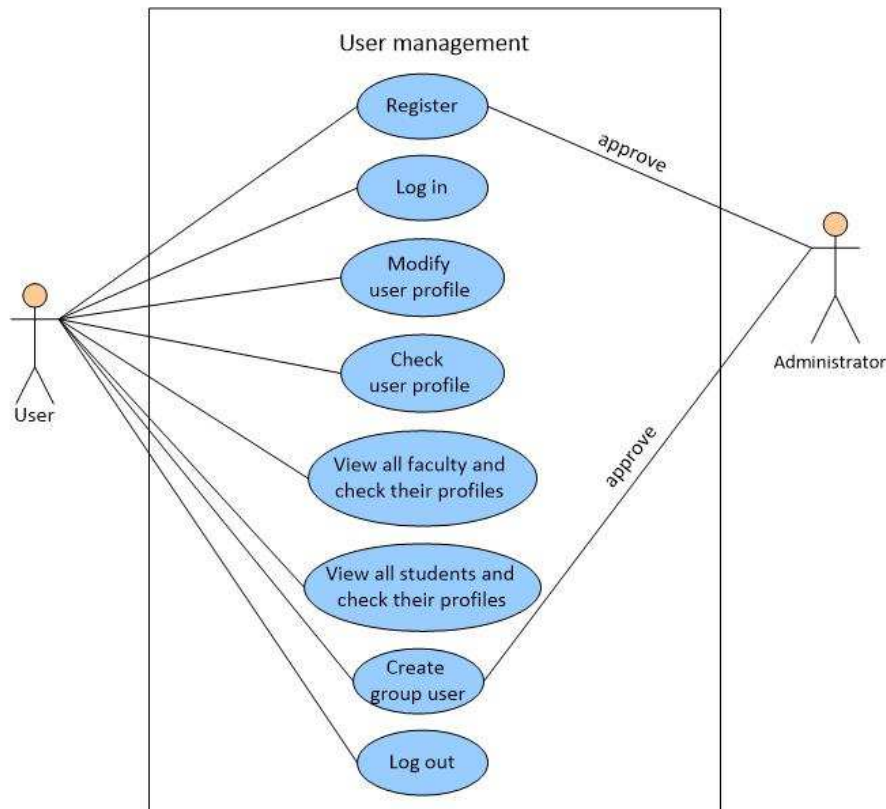 User management
Register
approve
Log in
Modify
user profile
Check
user profile
User
Administrator
approve
View all faculty and
check their profiles
View all students and
check their profiles
Create
group user
Log out